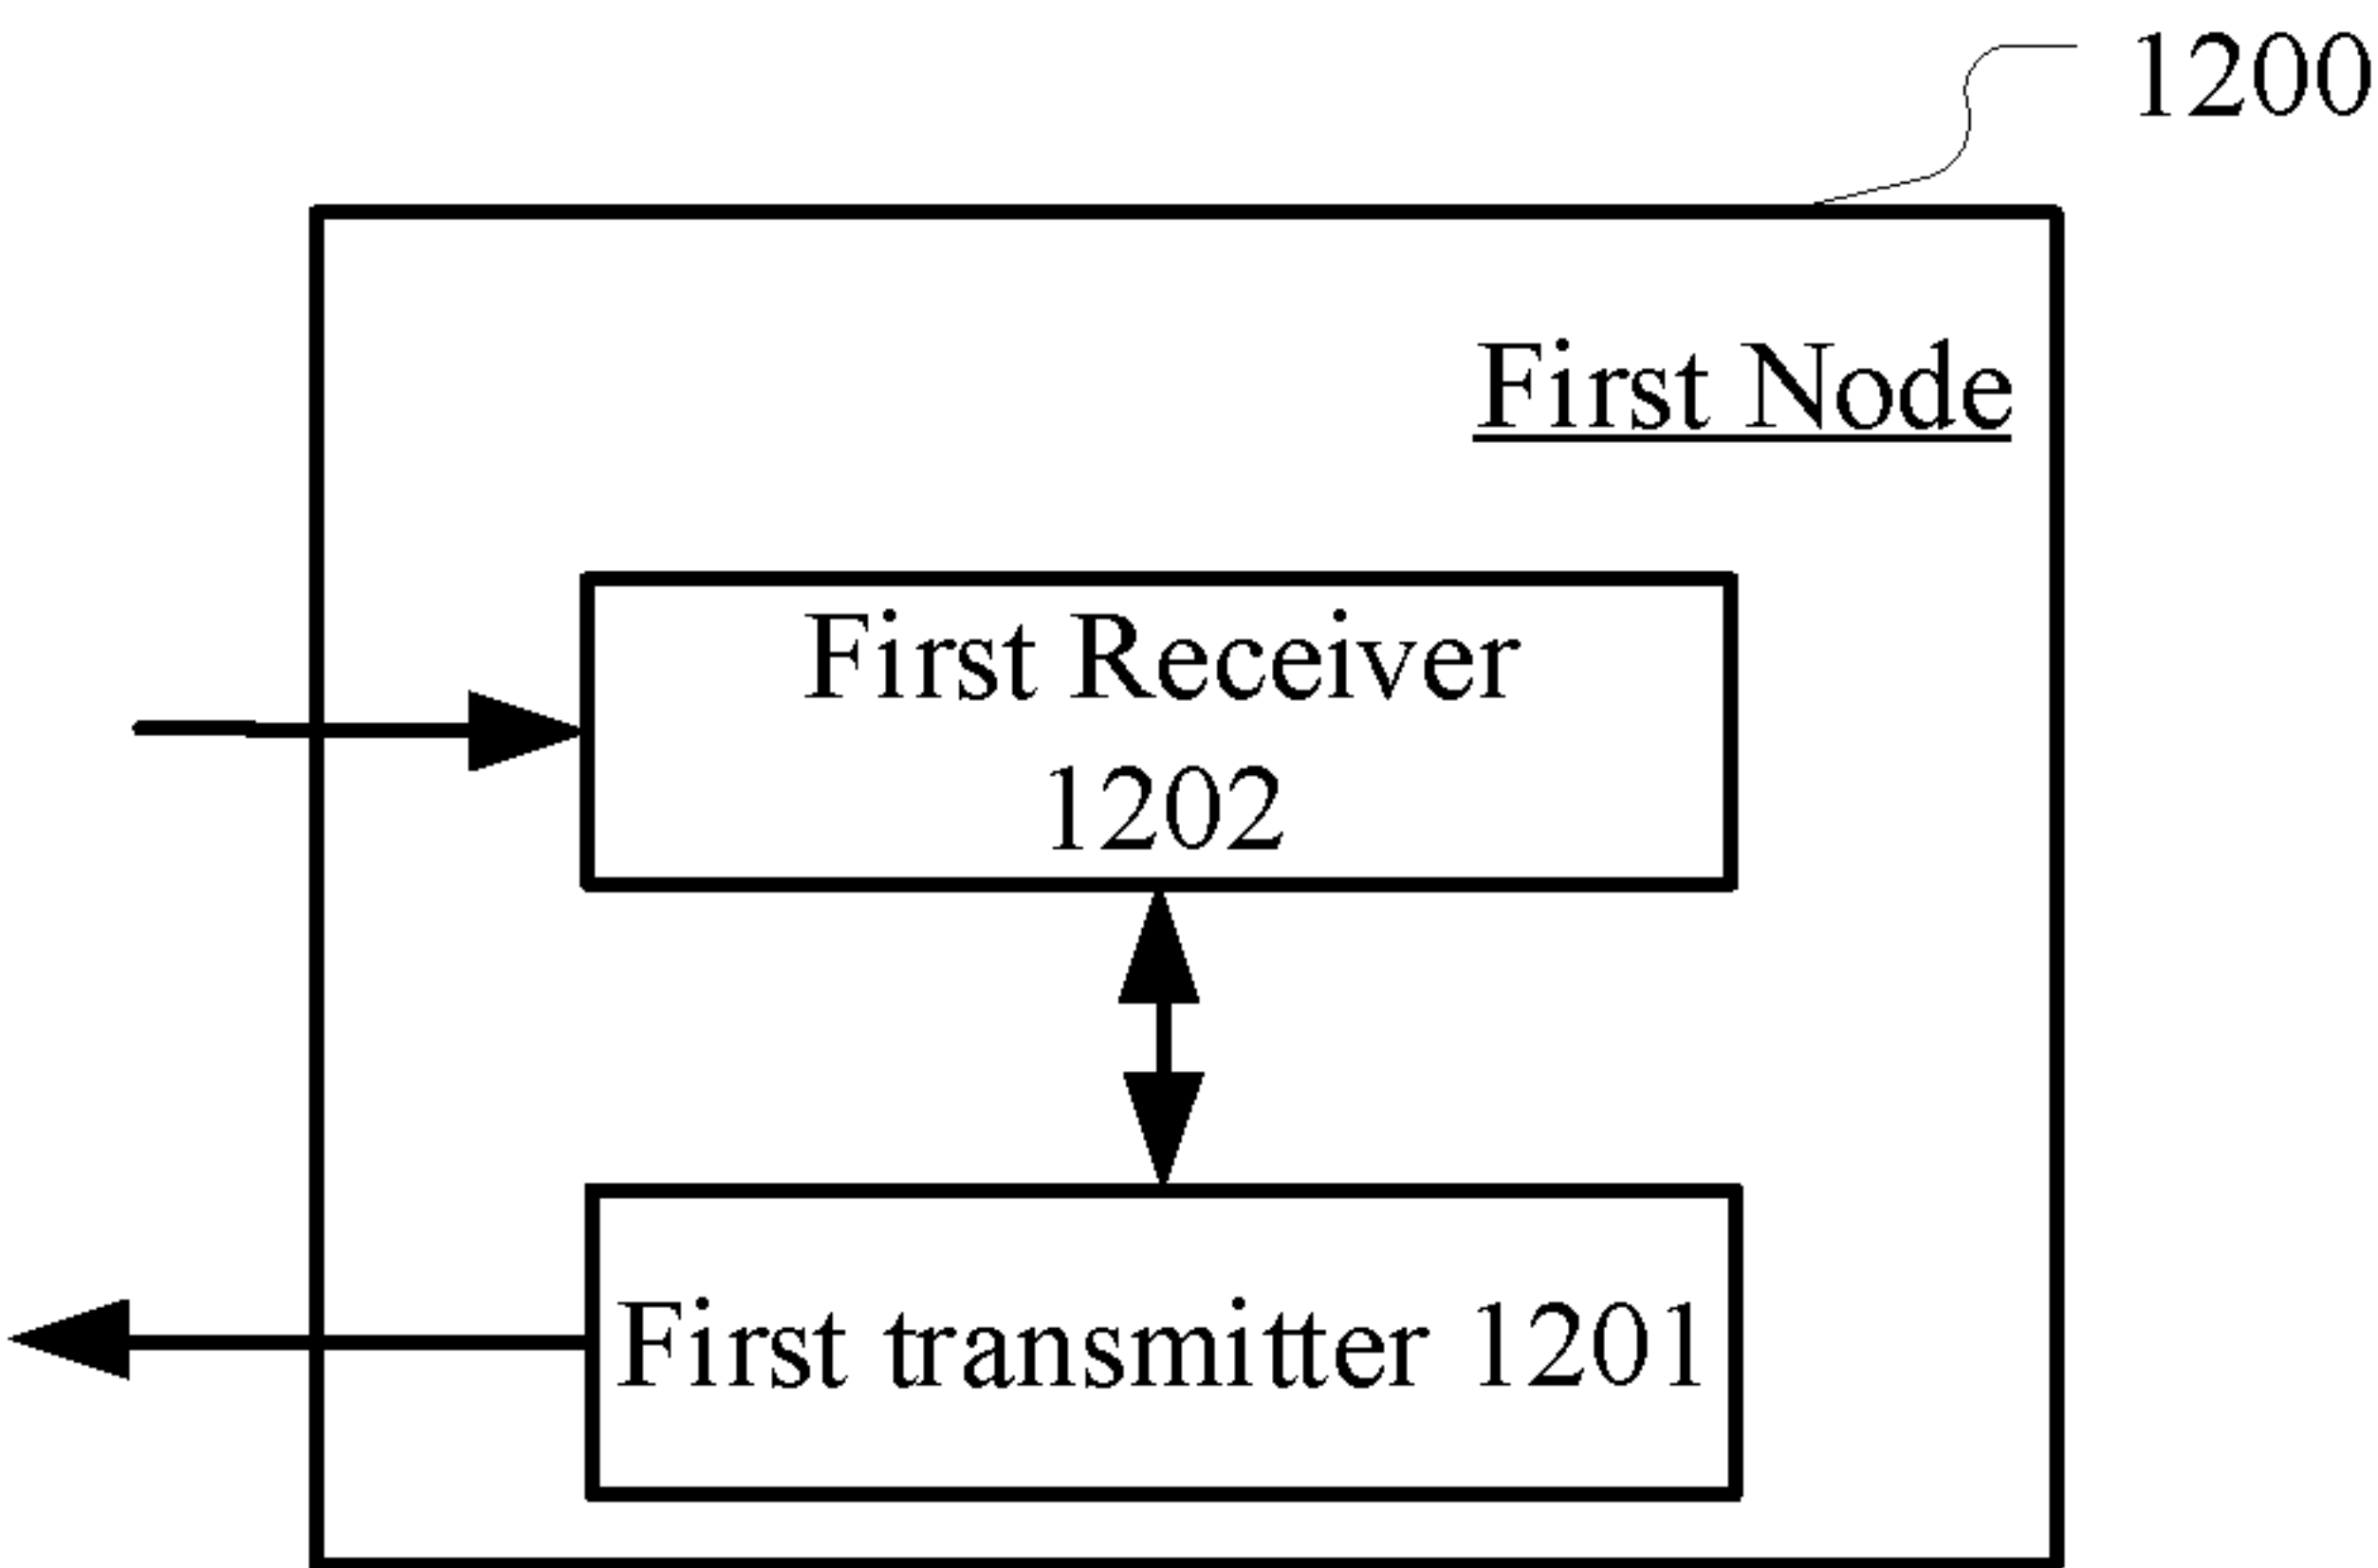 1200
First Node
First Receiver
1202
First transmitter 1201